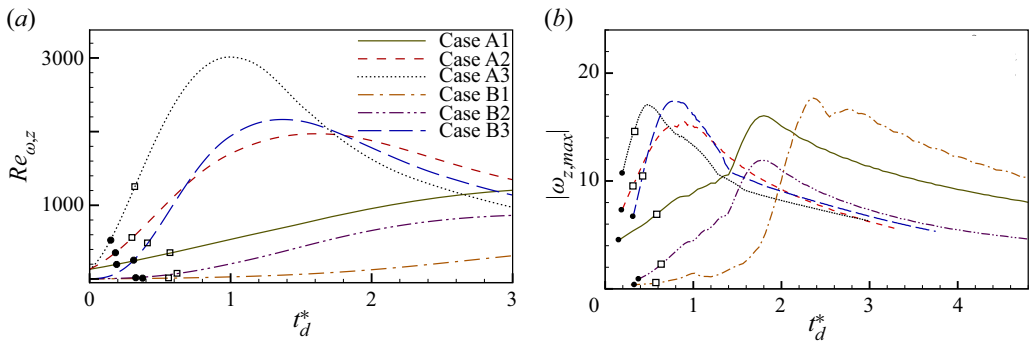 (a)
3000
1000
0
1
2
3
Re_{ω,z}
t_d^*
Case A1
Case A2
Case A3
Case B1
Case B2
Case B3
(b)
20
10
0
1
2
3
4
|ω_{z,max}|
t_d^*